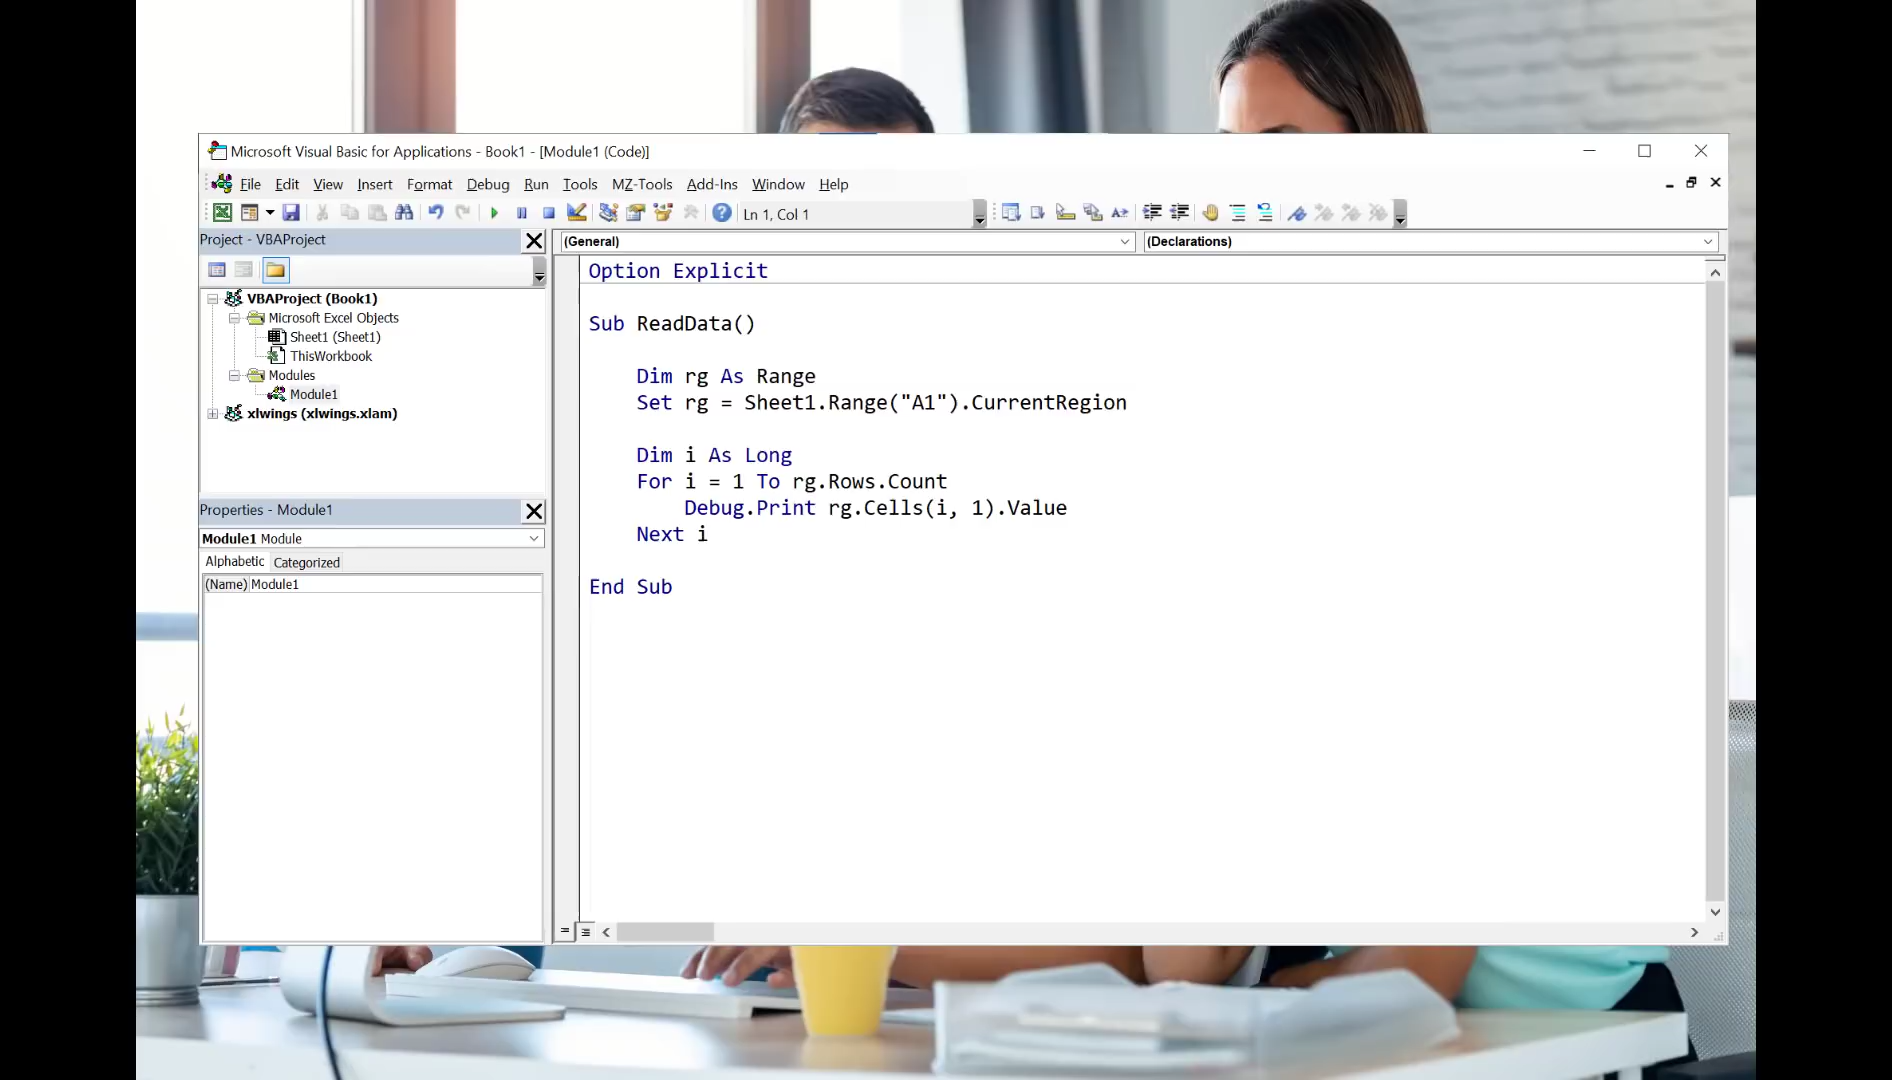 Microsoft Visual Basic for Applications - Book1 - [Module1 (Code)]
File Edit View Insert Format Debug Run Tools MZ-Tools Add-Ins Window Help
Ln 1, Col 1
Project - VBAProject
(General)
(Declarations)
VBAProject (Book1)
Microsoft Excel Objects
Sheet1 (Sheet1)
ThisWorkbook
Modules
Module1
xlwings (xlwings.xlam)
Properties - Module1
Module1 Module
Alphabetic Categorized
(Name) Module1
Option Explicit
Sub ReadData()
Dim rg As Range
Set rg = Sheet1.Range("A1").CurrentRegion
Dim i As Long
For i = 1 To rg.Rows.Count
Debug.Print rg.Cells(i, 1).Value
Next i
End Sub